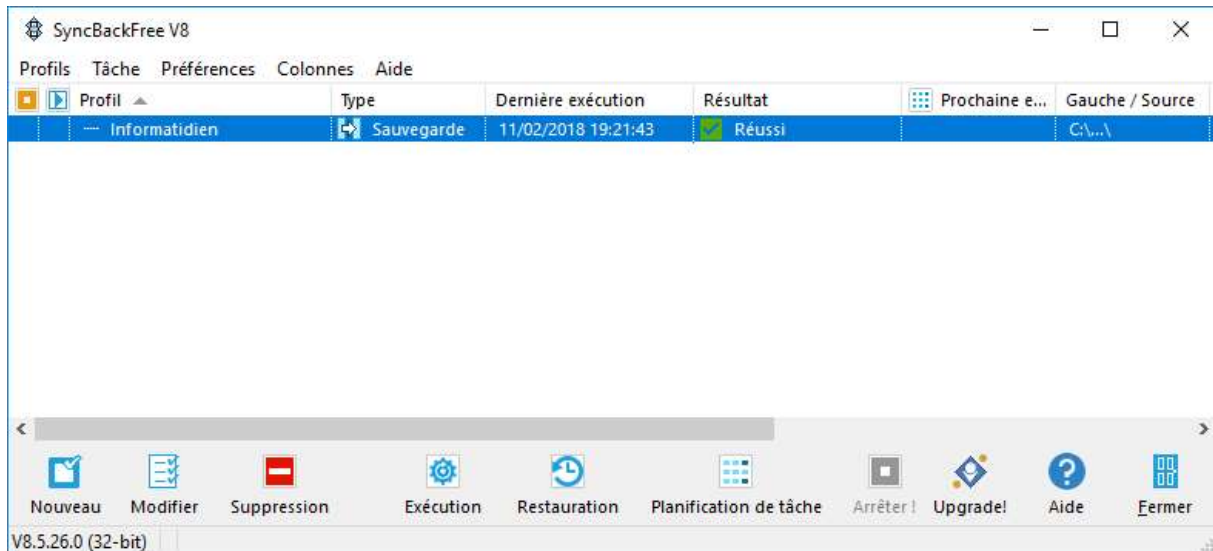 SyncBackFree V8
Profils Tâche Préférences Colonnes Aide
Profil Type Dernière exécution Résultat Prochaine e... Gauche / Source
Informatidien Sauvegarde 11/02/2018 19:21:43 Réussi C:\...\
Nouveau Modifier Suppression Exécution Restauration Planification de tâche Arrêter ! Upgrade! Aide Fermer
V8.5.26.0 (32-bit)